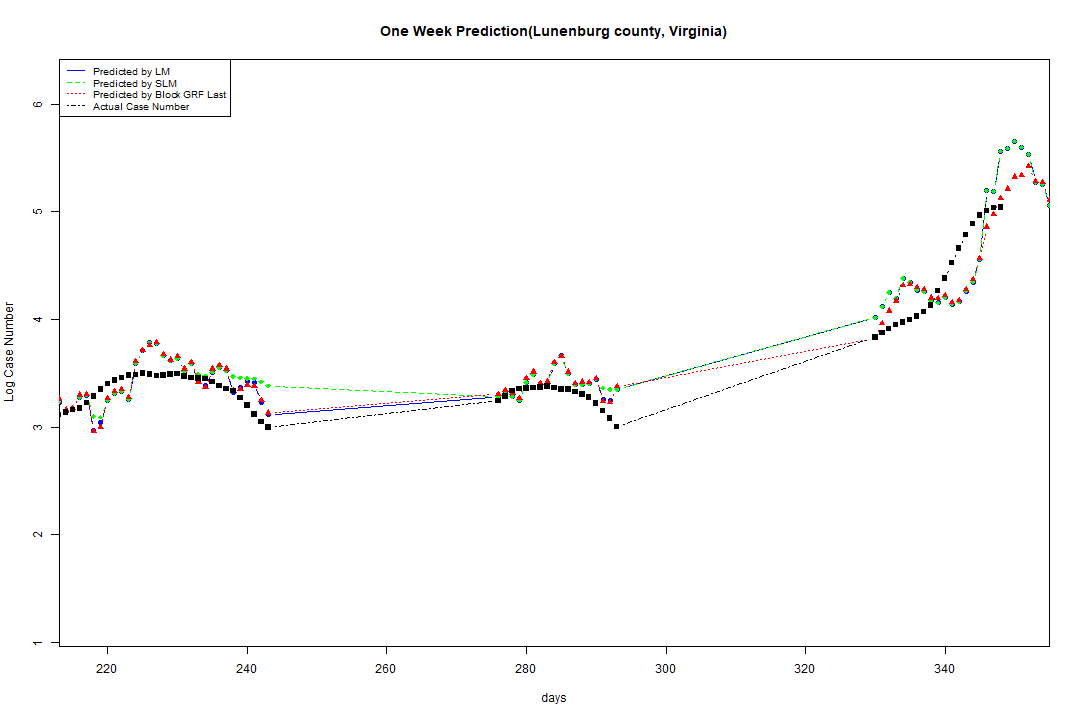 One Week Prediction(Lunenburg county, Virginia)
Predicted by LM
Predicted by SLM
Predicted by Block GRF Last
Actual Case Number
Log Case Number
6
5
4
3
2
1
220 240 260 280 300 320 340
days